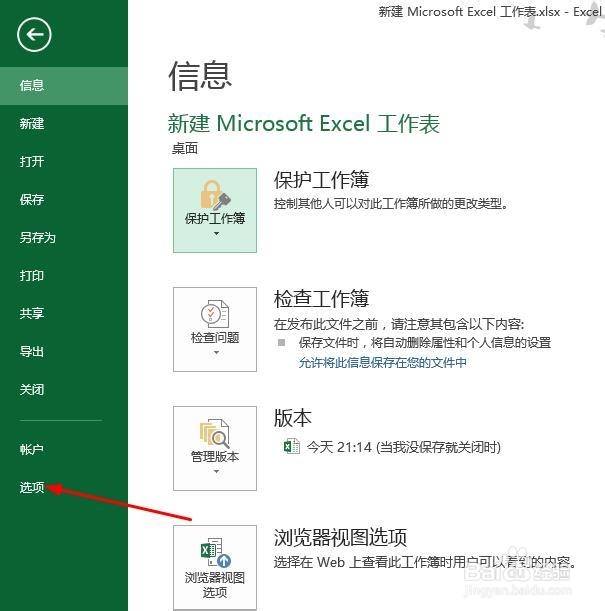 新建 Microsoft Excel 工作表.xlsx - Excel
信息
新建
打开
保存
另存为
打印
共享
导出
关闭
帐户
选项
信息
新建 Microsoft Excel 工作表
桌面
保护工作簿
保护工作簿
控制其他人可以对此工作簿所做的更改类型。
检查问题
检查工作簿
在发布此文件之前，请注意其包含以下内容:
保存文件时，将自动删除属性和个人信息的设置
允许将此信息保存在您的文件中
管理版本
版本
今天 21:14 (当我没保存就关闭时)
浏览器视图
选项
浏览器视图选项
选择在 Web 上查看此工作簿时用户可以看到的内容。
Baidu 经验
jingyan.baidu.com